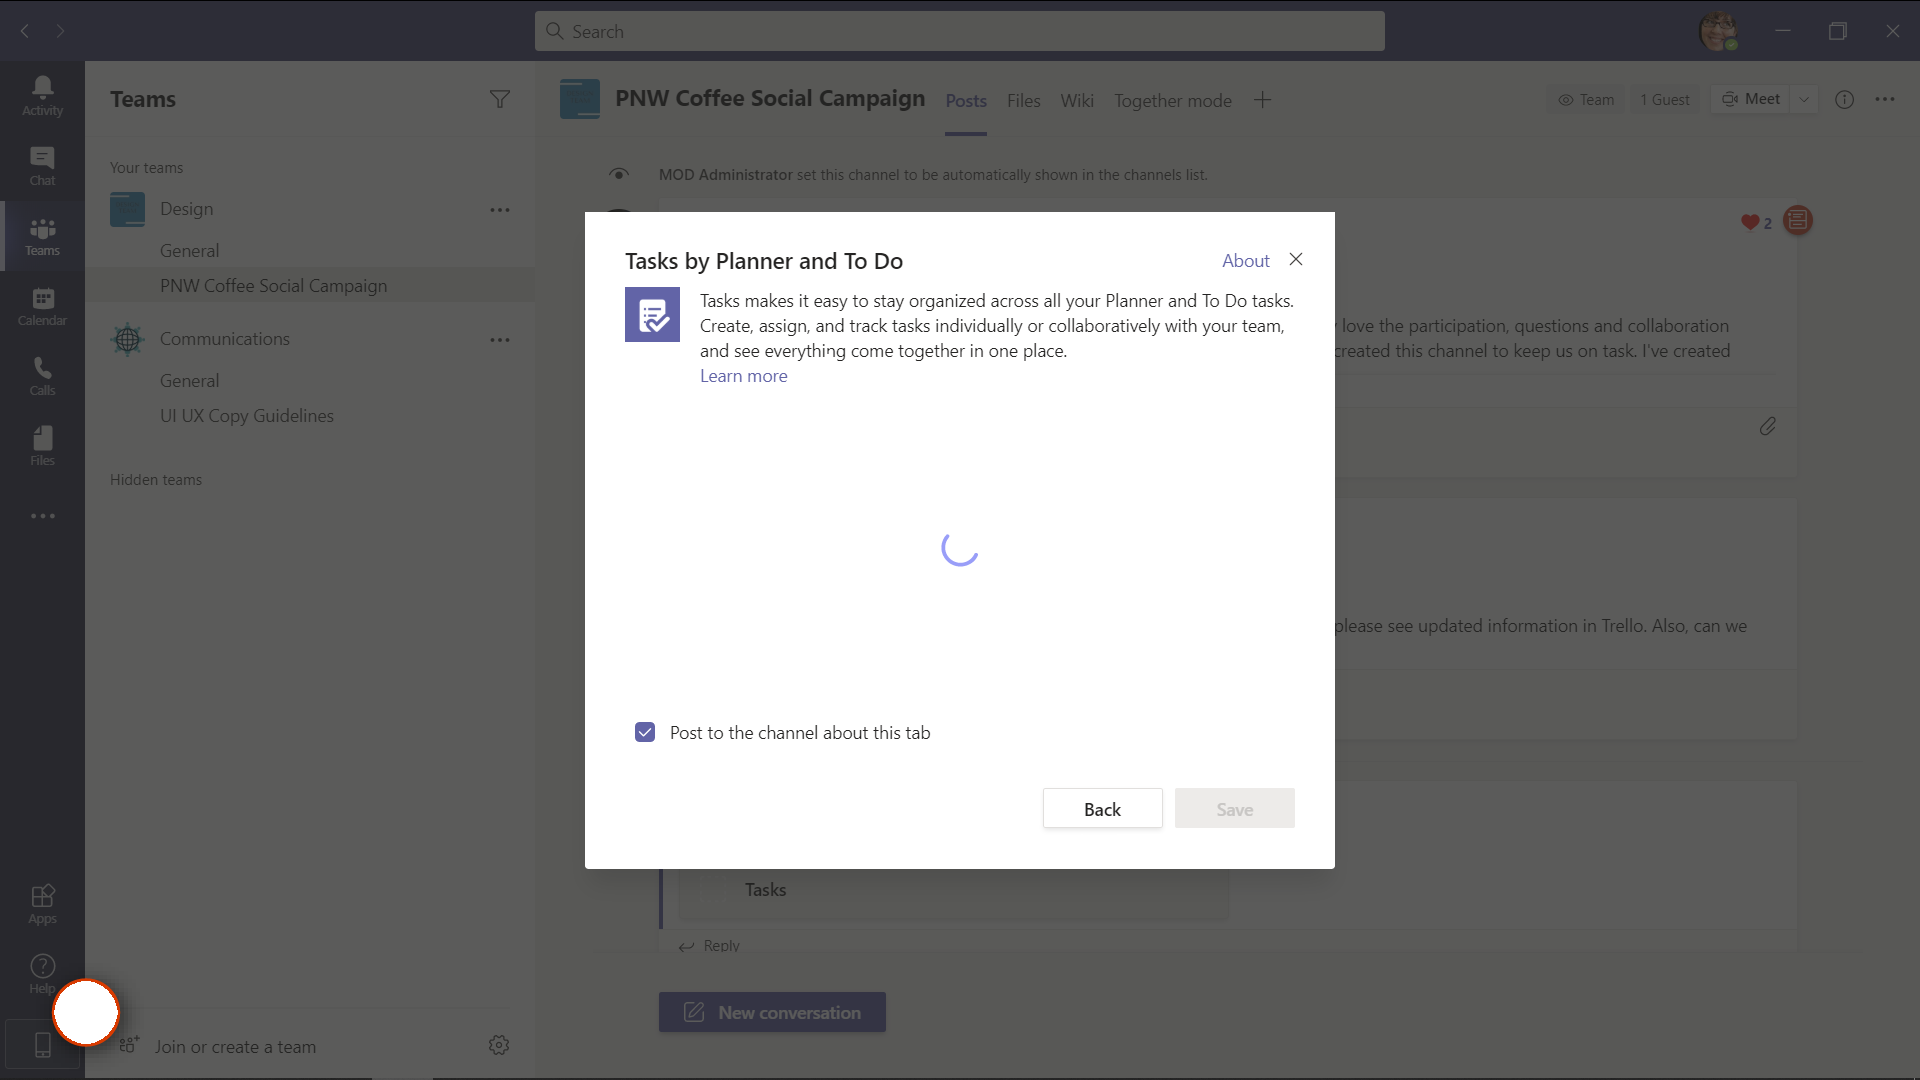 Search
Activity
Chat
Teams
Calendar
Calls
Files
Apps
Help
Teams
Your teams
Design
General
PNW Coffee Social Campaign
Communications
General
UI UX Copy Guidelines
Hidden teams
Join or create a team
PNW Coffee Social Campaign
Posts
Files
Wiki
Together mode
Team
1 Guest
Meet
MOD Administrator set this channel to be automatically shown in the channels list.
2
love the participation, questions and collaboration
created this channel to keep us on task. I've created
please see updated information in Trello. Also, can we
Tasks by Planner and To Do
About
Tasks makes it easy to stay organized across all your Planner and To Do tasks.
Create, assign, and track tasks individually or collaboratively with your team,
and see everything come together in one place.
Learn more
Post to the channel about this tab
Back
Save
Tasks
Reply
New conversation